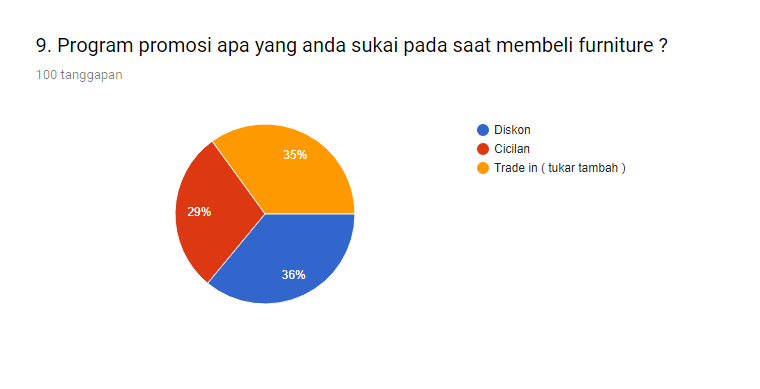 9. Program promosi apa yang anda sukai pada saat membeli furniture ?
100 tanggapan
Diskon
Cicilan
Trade in ( tukar tambah )
35%
29%
36%